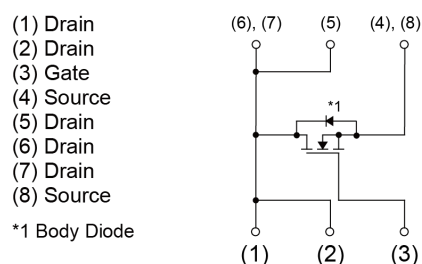 (1) Drain
(2) Drain
(3) Gate
(4) Source
(5) Drain
(6) Drain
(7) Drain
(8) Source
*1 Body Diode
(6), (7) (5) (4), (8)
*1
(1) (2) (3)